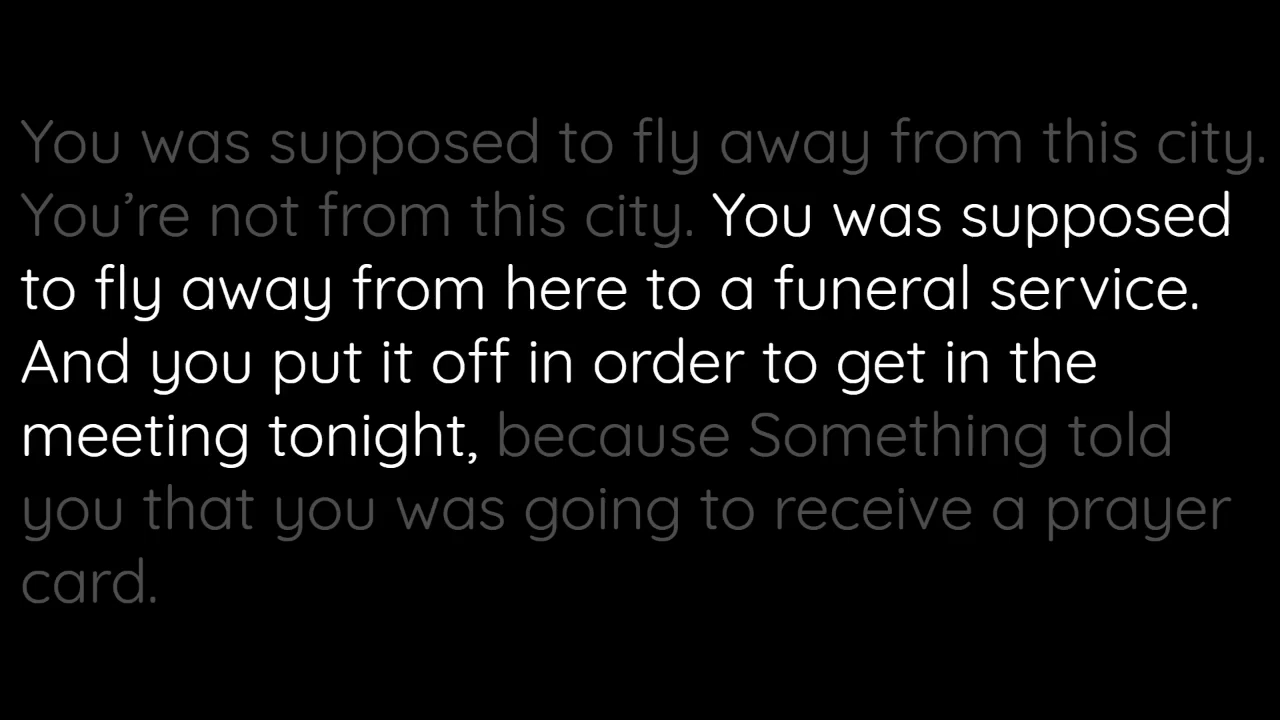 You was supposed to fly away from this city.
You’re not from this city. You was supposed
to fly away from here to a funeral service.
And you put it off in order to get in the
meeting tonight, because Something told
you that you was going to receive a prayer
card.